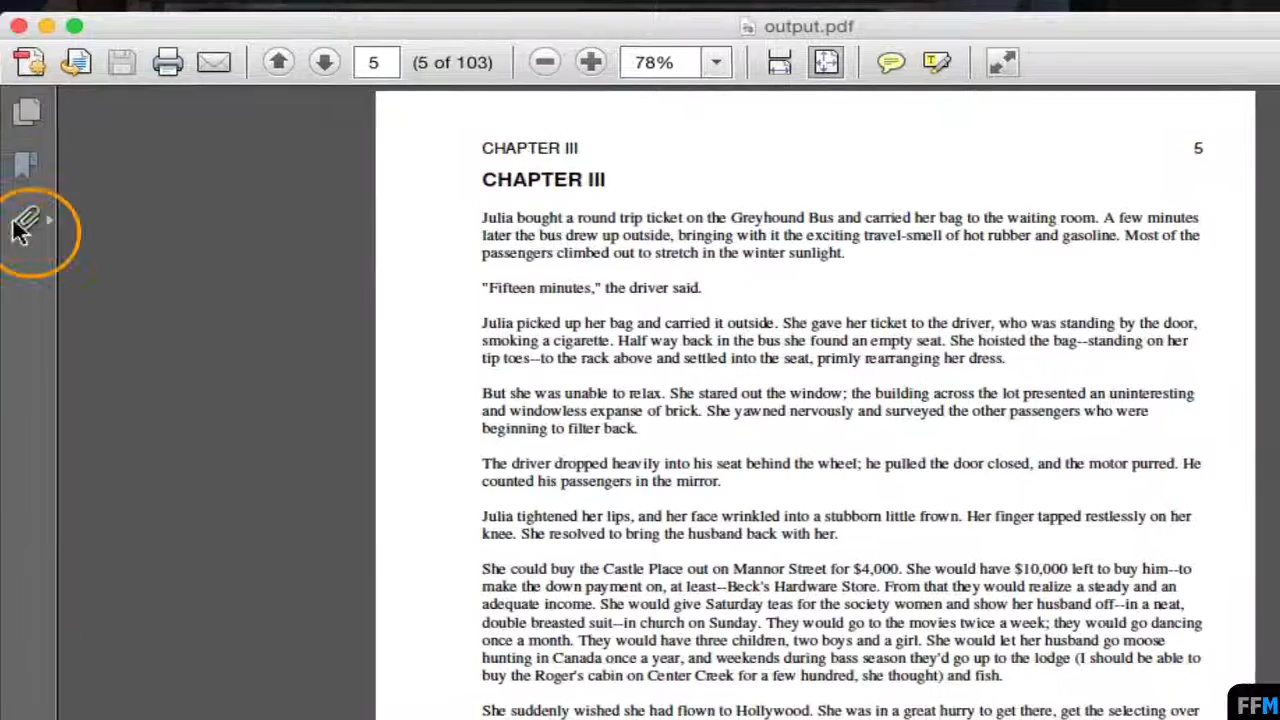 output.pdf
5 (5 of 103) 78%
CHAPTER III 5
CHAPTER III
Julia bought a round trip ticket on the Greyhound Bus and carried her bag to the waiting room. A few minutes
later the bus drew up outside, bringing with it the exciting travel-smell of hot rubber and gasoline. Most of the
passengers climbed out to stretch in the winter sunlight.
"Fifteen minutes," the driver said.
Julia picked up her bag and carried it outside. She gave her ticket to the driver, who was standing by the door,
smoking a cigarette. Half way back in the bus she found an empty seat. She hoisted the bag--standing on her
tip toes--to the rack above and settled into the seat, primly rearranging her dress.
But she was unable to relax. She stared out the window; the building across the lot presented an uninteresting
and windowless expanse of brick. She yawned nervously and surveyed the other passengers who were
beginning to filter back.
The driver dropped heavily into his seat behind the wheel; he pulled the door closed, and the motor purred. He
counted his passengers in the mirror.
Julia tightened her lips, and her face wrinkled into a stubborn little frown. Her finger tapped restlessly on her
knee. She resolved to bring the husband back with her.
She could buy the Castle Place out on Mannor Street for $4,000. She would have $10,000 left to buy him--to
make the down payment on, at least--Beck's Hardware Store. From that they would realize a steady and an
adequate income. She would give Saturday teas for the society women and show her husband off--in a neat,
double breasted suit--in church on Sunday. They would go to the movies twice a week; they would go dancing
once a month. They would have three children, two boys and a girl. She would let her husband go moose
hunting in Canada once a year, and weekends during bass season they'd go up to the lodge (I should be able to
buy the Roger's cabin on Center Creek for a few hundred, she thought) and fish.
She suddenly wished she had flown to Hollywood. She was in a great hurry to get there, get the selecting over
FFM